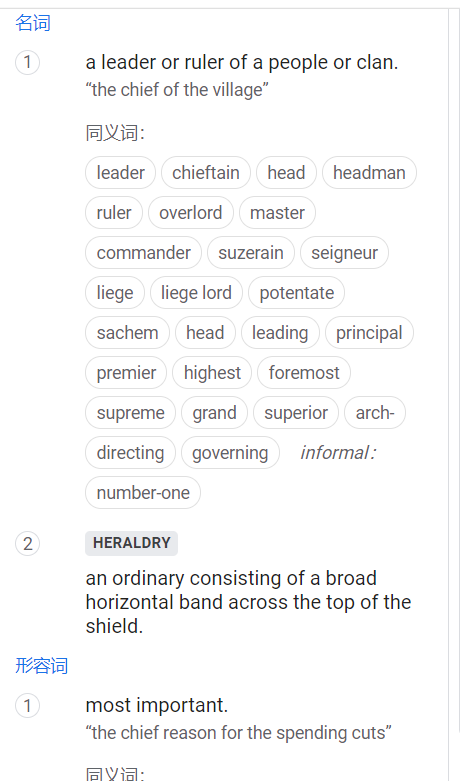 名词
1 a leader or ruler of a people or clan.
“the chief of the village”
同义词：
leader chieftain head headman
ruler overlord master
commander suzerain seigneur
liege liege lord potentate
sachem head leading principal
premier highest foremost
supreme grand superior arch-
directing governing informal：
number-one
2 HERALDRY
an ordinary consisting of a broad
horizontal band across the top of the
shield.
形容词
1 most important.
“the chief reason for the spending cuts”
同义词：